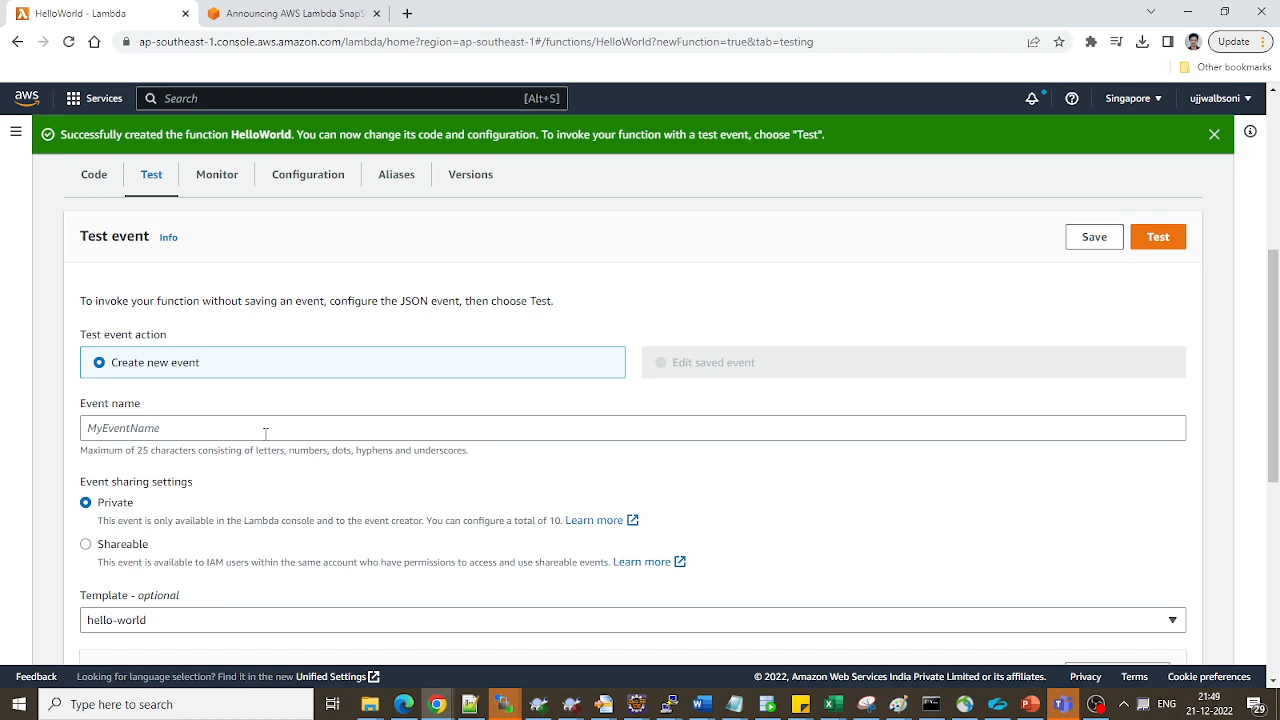 HelloWorld - Lambda
Announcing AWS Lambda SnapS
ap-southeast-1.console.aws.amazon.com/lambda/home?region=ap-southeast-1#/functions/HelloWorld?newFunction=true&tab=testing
Update
Other bookmarks
aws
Services
Search
[Alt+S]
Singapore
ujjwalbsoni
Successfully created the function HelloWorld. You can now change its code and configuration. To invoke your function with a test event, choose "Test".
Code
Test
Monitor
Configuration
Aliases
Versions
Test event
Info
Save
Test
To invoke your function without saving an event, configure the JSON event, then choose Test.
Test event action
Create new event
Edit saved event
Event name
MyEventName
Maximum of 25 characters consisting of letters, numbers, dots, hyphens and underscores.
Event sharing settings
Private
This event is only available in the Lambda console and to the event creator. You can configure a total of 10. Learn more
Shareable
This event is available to IAM users within the same account who have permissions to access and use shareable events. Learn more
Template - optional
hello-world
Feedback
Looking for language selection? Find it in the new Unified Settings
© 2022, Amazon Web Services India Private Limited or its affiliates.
Privacy
Terms
Cookie preferences
Type here to search
ENG
21:49
21-12-2022